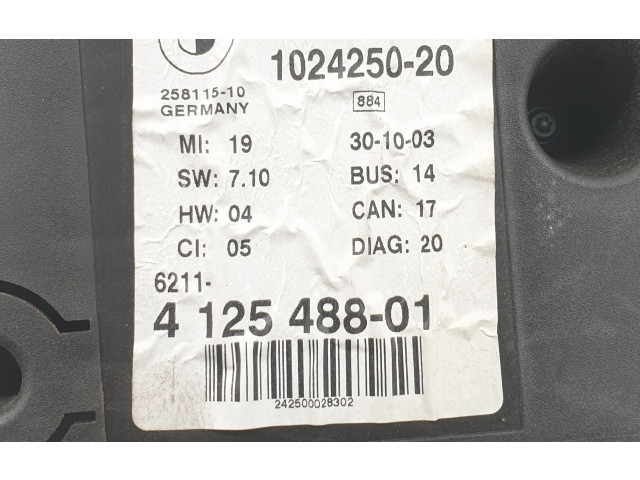 1024250-20
258115-10
GERMANY
884
MI: 19 30-10-03
SW: 7.10 BUS: 14
HW: 04 CAN: 17
CI: 05 DIAG: 20
6211-
4 125 488-01
242500028302